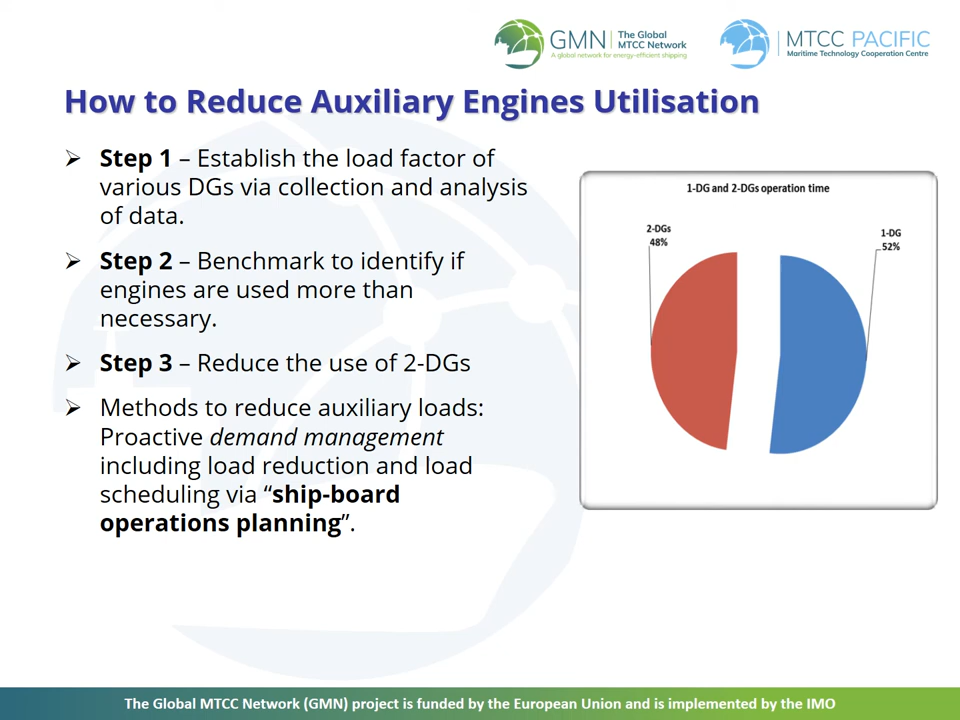 GMN
The Global
MTCC Network
A global network for energy-efficient shipping
MTCC PACIFIC
Maritime Technology Cooperation Centre
How to Reduce Auxiliary Engines Utilisation
➢ Step 1 – Establish the load factor of
various DGs via collection and analysis
of data.
➢ Step 2 – Benchmark to identify if
engines are used more than
necessary.
➢ Step 3 – Reduce the use of 2-DGs
➢ Methods to reduce auxiliary loads:
Proactive demand management
including load reduction and load
scheduling via “ship-board
operations planning”.
1-DG and 2-DGs operation time
2-DGs
48%
1-DG
52%
The Global MTCC Network (GMN) project is funded by the European Union and is implemented by the IMO